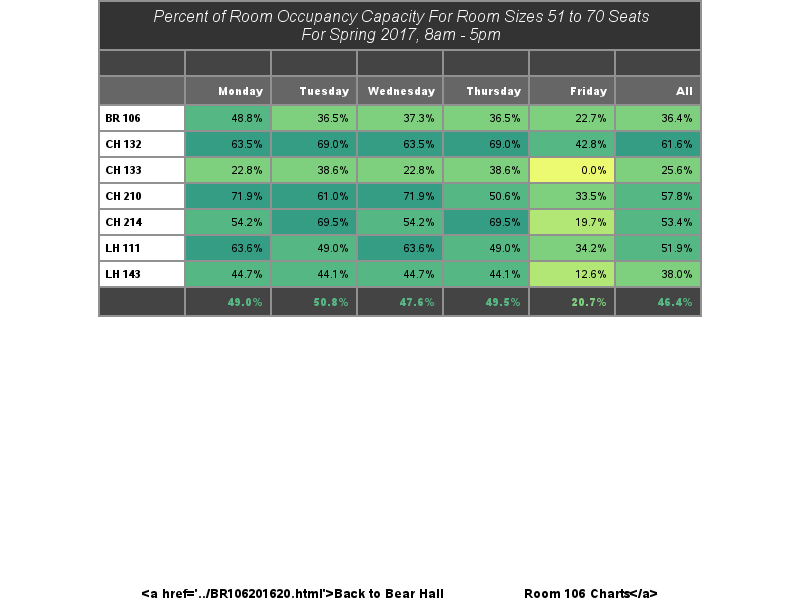 Percent of Room Occupancy Capacity For Room Sizes 51 to 70 Seats
For Spring 2017, 8am - 5pm
Monday Tuesday Wednesday Thursday Friday All
BR 106 48.8% 36.5% 37.3% 36.5% 22.7% 36.4%
CH 132 63.5% 69.0% 63.5% 69.0% 42.8% 61.6%
CH 133 22.8% 38.6% 22.8% 38.6% 0.0% 25.6%
CH 210 71.9% 61.0% 71.9% 50.6% 33.5% 57.8%
CH 214 54.2% 69.5% 54.2% 69.5% 19.7% 53.4%
LH 111 63.6% 49.0% 63.6% 49.0% 34.2% 51.9%
LH 143 44.7% 44.1% 44.7% 44.1% 12.6% 38.0%
49.0% 50.8% 47.6% 49.5% 20.7% 46.4%
<a href='../BR106201620.html'>Back to Bear Hall Room 106 Charts</a>